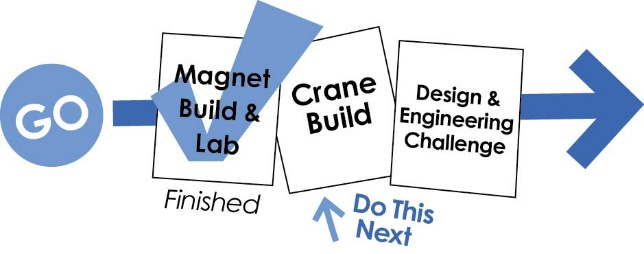 GO
Magnet
Build &
Lab
Finished
Crane
Build
Do This
Next
Design &
Engineering
Challenge